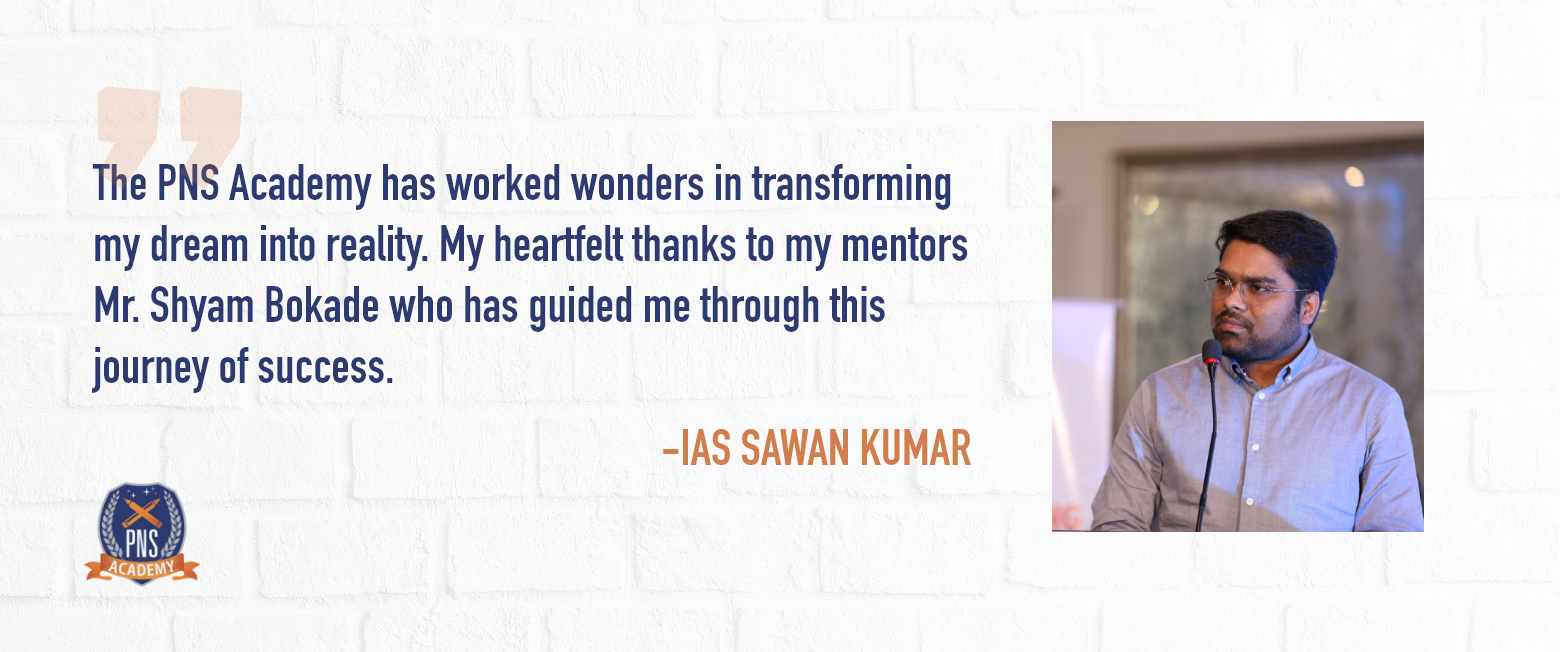 The PNS Academy has worked wonders in transforming
my dream into reality. My heartfelt thanks to my mentors
Mr. Shyam Bokade who has guided me through this
journey of success.
-IAS SAWAN KUMAR
PNS
ACADEMY